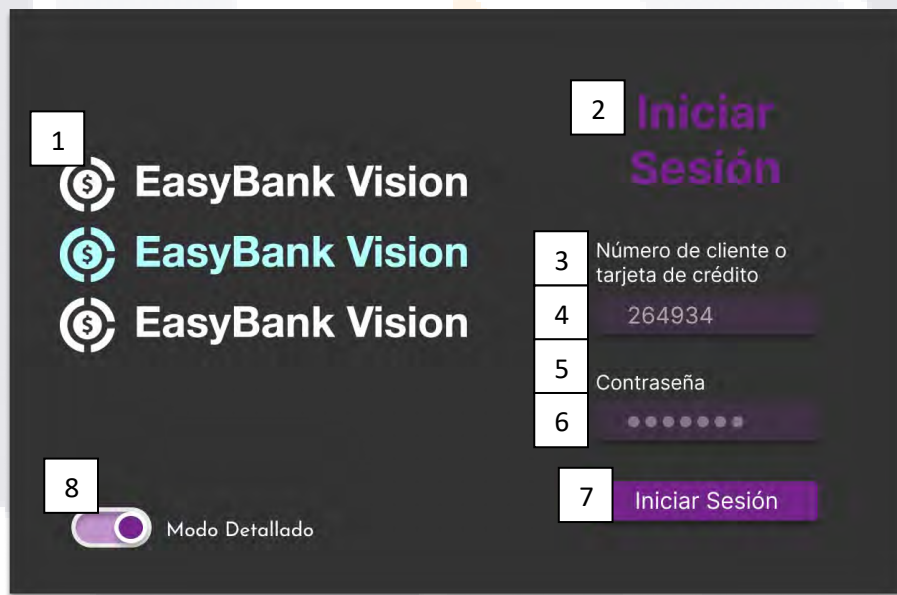 1
$ EasyBank Vision
$ EasyBank Vision
$ EasyBank Vision
2
Iniciar
Sesión
3
Número de cliente o
tarjeta de crédito
4
264934
5
Contraseña
6
7
Iniciar Sesión
8
Modo Detallado